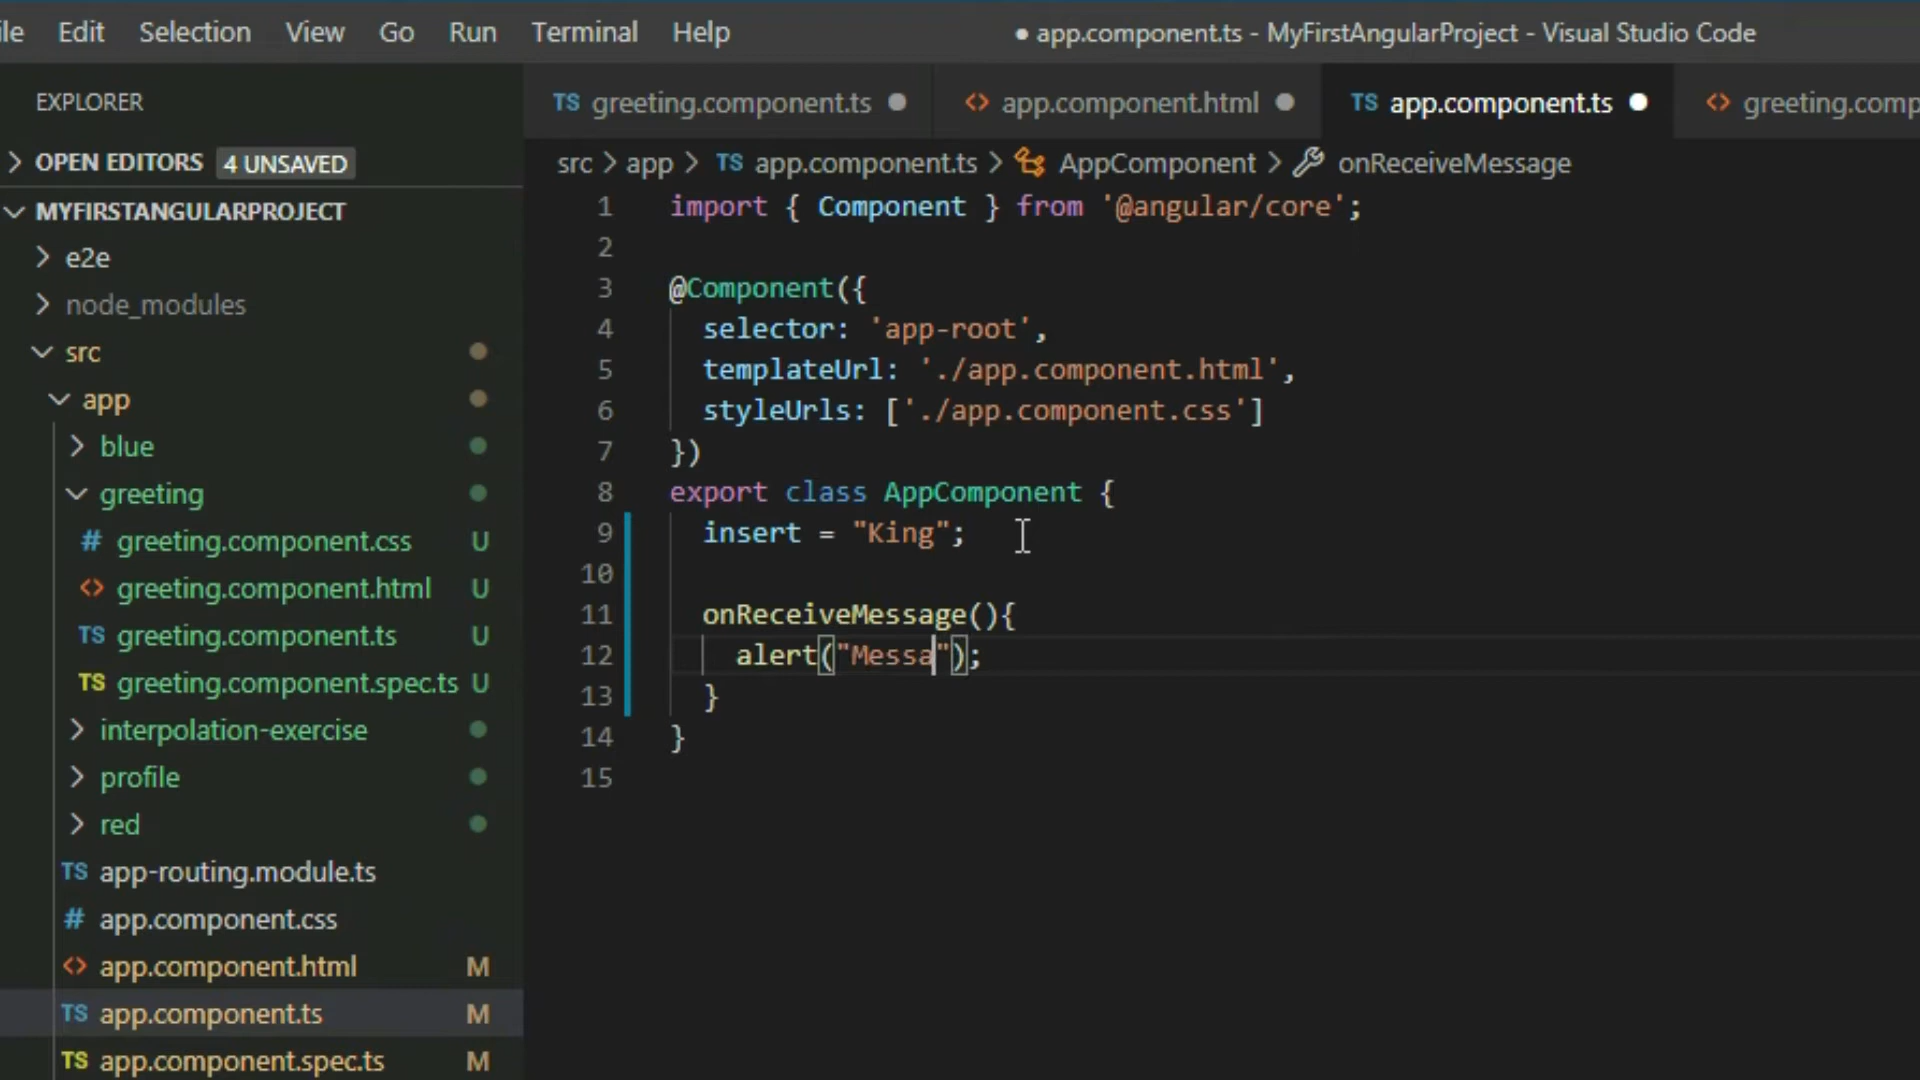 ile Edit Selection View Go Run Terminal Help ● app.component.ts - MyFirstAngularProject - Visual Studio Code
EXPLORER
TS greeting.component.ts
<> app.component.html
TS app.component.ts
<> greeting.comp
OPEN EDITORS 4 UNSAVED
src > app > TS app.component.ts > AppComponent > onReceiveMessage
MYFIRSTANGULARPROJECT
e2e
node_modules
src
app
blue
greeting
# greeting.component.css U
<> greeting.component.html U
TS greeting.component.ts U
TS greeting.component.spec.ts U
interpolation-exercise
profile
red
TS app-routing.module.ts
# app.component.css
<> app.component.html M
TS app.component.ts M
TS app.component.spec.ts M
1 import { Component } from '@angular/core';
2
3 @Component({
4 selector: 'app-root',
5 templateUrl: './app.component.html',
6 styleUrls: ['./app.component.css']
7 })
8 export class AppComponent {
9 insert = "King";
10
11 onReceiveMessage(){
12 alert("Messa");
13 }
14 }
15